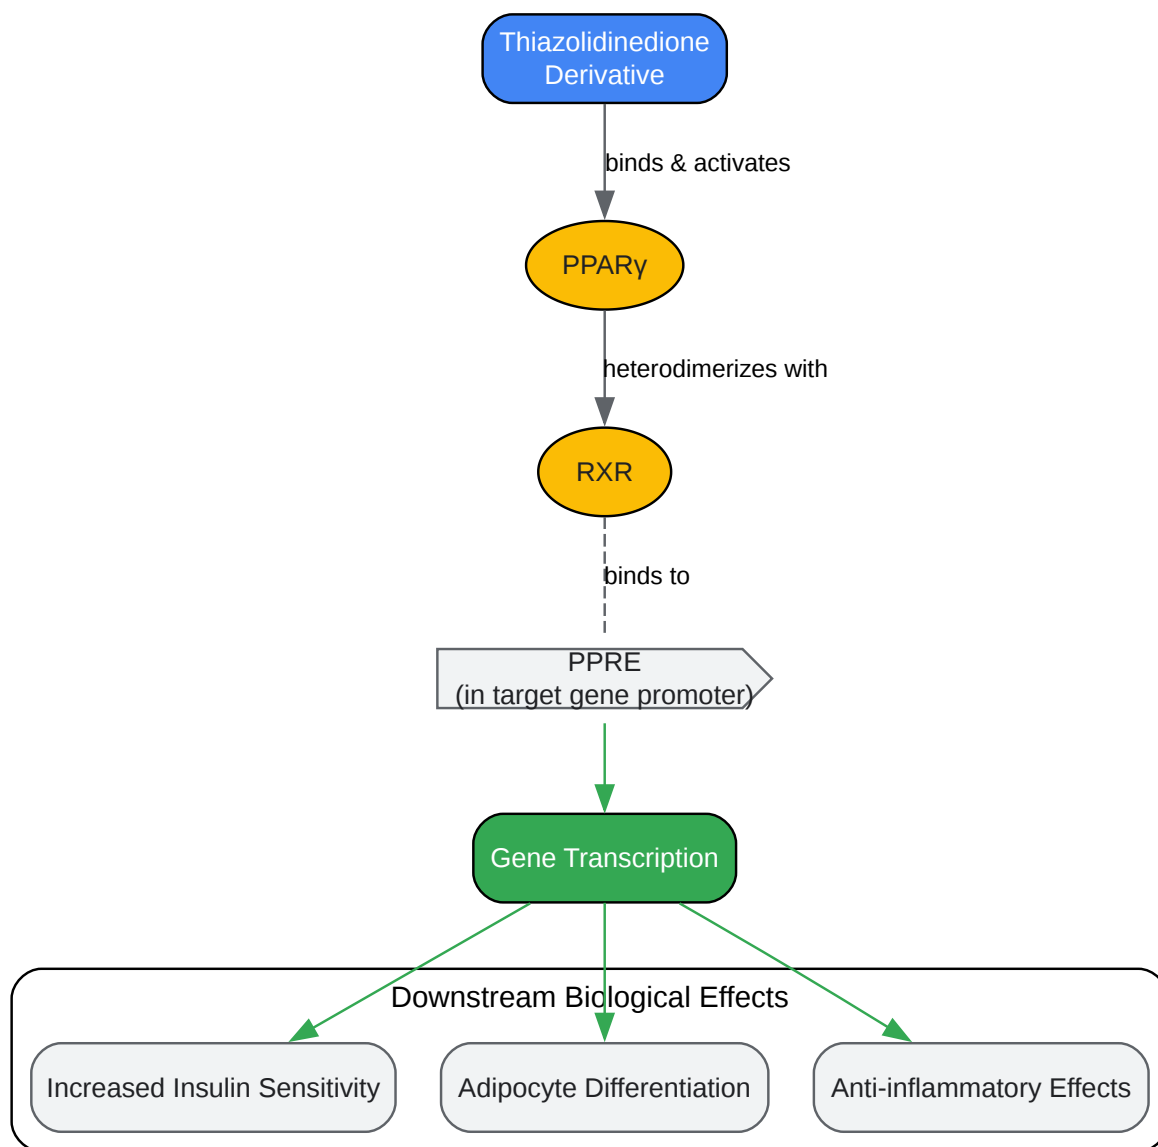 Thiazolidinedione
Derivative
binds & activates
PPARγ
heterodimerizes with
RXR
binds to
PPRE
(in target gene promoter)
Gene Transcription
Downstream Biological Effects
Increased Insulin Sensitivity
Adipocyte Differentiation
Anti-inflammatory Effects